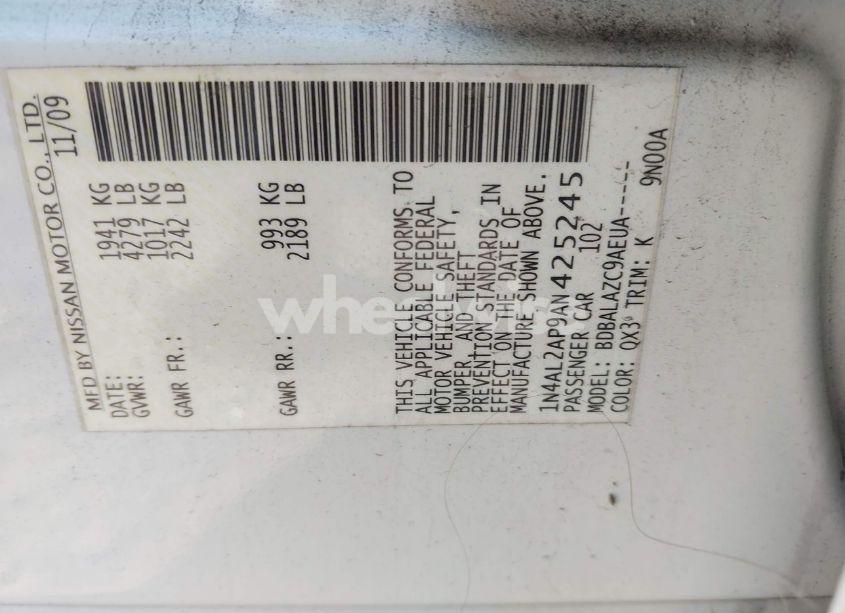 MFD BY NISSAN MOTOR CO., LTD.
DATE: 11/09
GVWR: 1941 KG
4279 LB
GAWR FR.: 1017 KG
2242 LB
GAWR RR.: 993 KG
2189 LB
THIS VEHICLE CONFORMS TO
ALL APPLICABLE FEDERAL
MOTOR VEHICLE SAFETY,
BUMPER AND THEFT
PREVENTION STANDARDS IN
EFFECT ON THE DATE OF
MANUFACTURE SHOWN ABOVE.
1N4AL2AP9AN425245
PASSENGER CAR 102
MODEL: BDBALAZC9AEUA-----
COLOR: QX3 TRIM: K 9N00A